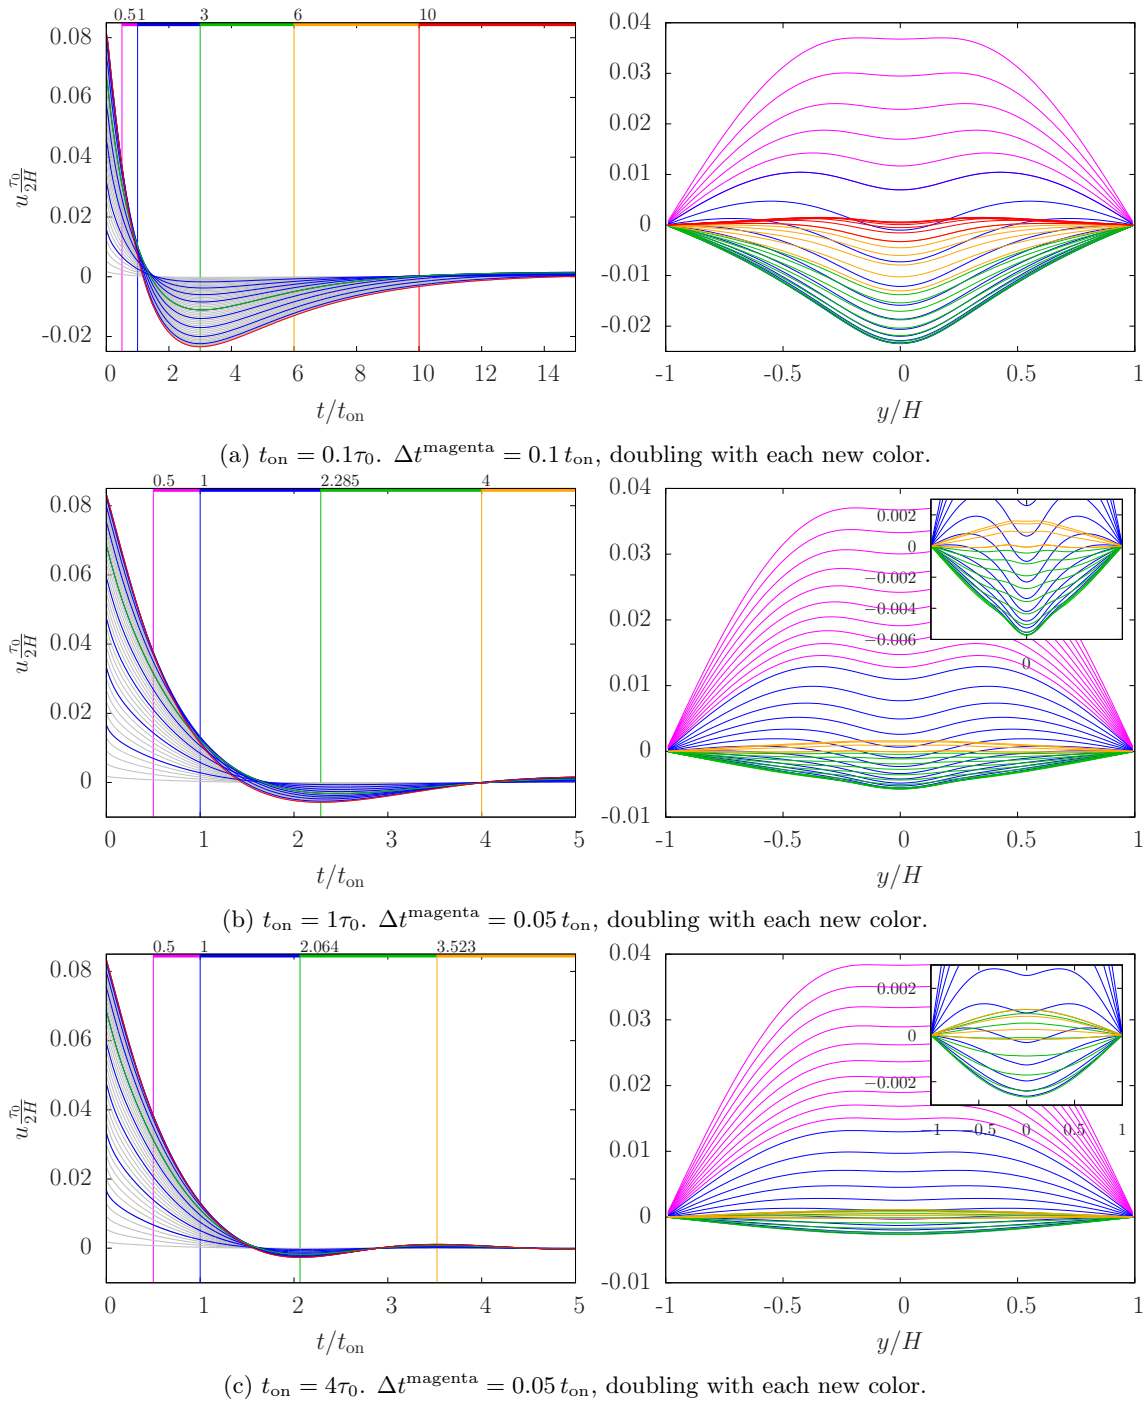 0.5 1 3 6 10
0.08
0.06
0.04
0.02
0
-0.02
u τ0/2H
0 2 4 6 8 10 12 14
t/t_on
0.04
0.03
0.02
0.01
0
-0.01
-0.02
-1 -0.5 0 0.5 1
y/H
(a) t_on = 0.1τ0. Δt^magenta = 0.1 t_on, doubling with each new color.
0.5 1 2.285 4
0.08
0.06
0.04
0.02
0
u τ0/2H
0 1 2 3 4 5
t/t_on
0.04
0.03
0.02
0.01
0
-0.01
-1 -0.5 0 0.5 1
y/H
0.002
0
−0.002
−0.004
−0.006
0
(b) t_on = 1τ0. Δt^magenta = 0.05 t_on, doubling with each new color.
0.5 1 2.064 3.523
0.08
0.06
0.04
0.02
0
u τ0/2H
0 1 2 3 4 5
t/t_on
0.04
0.03
0.02
0.01
0
-0.01
-1 -0.5 0 0.5 1
y/H
0.002
0
−0.002
−1 −0.5 0 0.5 1
(c) t_on = 4τ0. Δt^magenta = 0.05 t_on, doubling with each new color.